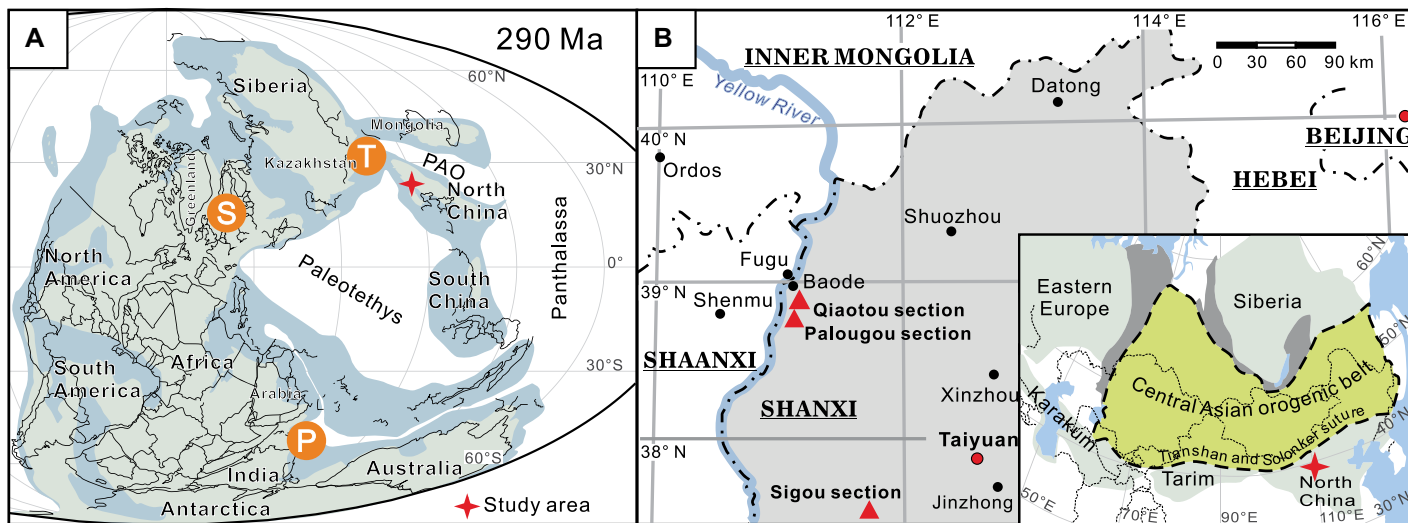 A
290 Ma
60°N
Siberia
Mongolia
Kazakhstan
T
PAO
30°N
North
China
Greenland
S
North
America
Paleotethys
0°
South
China
Panthalassa
Africa
South
America
Arabia
30°S
P
India
Australia
60°S
Antarctica
Study area
B
112° E
114° E
116° E
INNER MONGOLIA
0 30 60 90 km
110° E
Yellow River
Datong
40° N
BEIJING
Ordos
HEBEI
Shuozhou
Fugu
Baode
39° N
Shenmu
Qiaotou section
Palougou section
SHAANXI
Xinzhou
SHANXI
38° N
Taiyuan
Sigou section
Jinzhong
60°N
Eastern
Europe
Siberia
50°N
Central Asian orogenic belt
Karakum
Tianshan and Solonker suture
40°N
Tarim
North
China
50°E
70°E
90°E
110°E
30°N